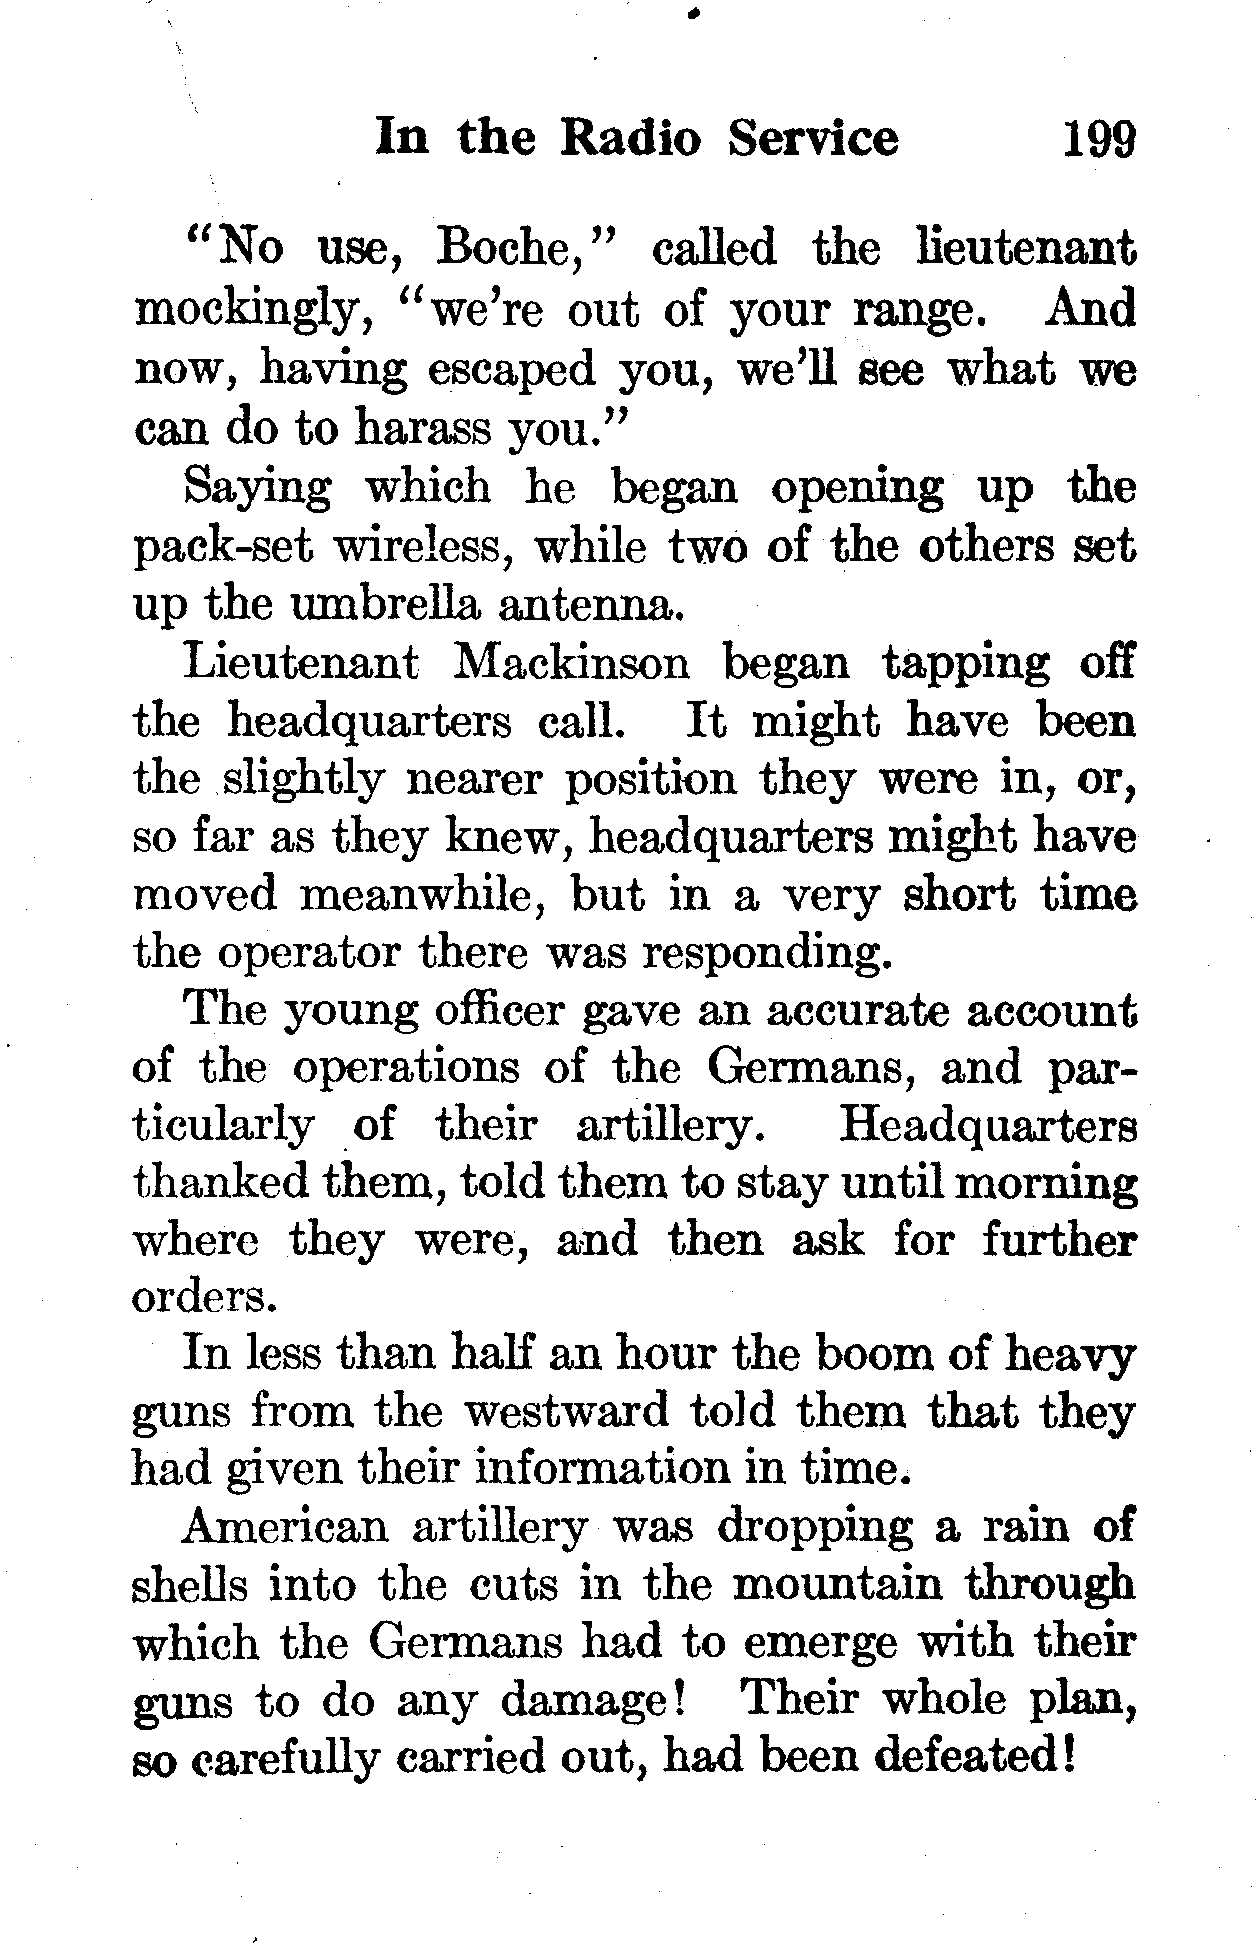 In the Radio Service 199
"No use, Boche," called the lieutenant
mockingly, "we're out of your range. And
now, having escaped you, we'll see what we
can do to harass you."
Saying which he began opening up the
pack-set wireless, while two of the others set
up the umbrella antenna.
Lieutenant Mackinson began tapping off
the headquarters call. It might have been
the slightly nearer position they were in, or,
so far as they knew, headquarters might have
moved meanwhile, but in a very short time
the operator there was responding.
The young officer gave an accurate account
of the operations of the Germans, and par-
ticularly of their artillery. Headquarters
thanked them, told them to stay until morning
where they were, and then ask for further
orders.
In less than half an hour the boom of heavy
guns from the westward told them that they
had given their information in time.
American artillery was dropping a rain of
shells into the cuts in the mountain through
which the Germans had to emerge with their
guns to do any damage! Their whole plan,
so carefully carried out, had been defeated!